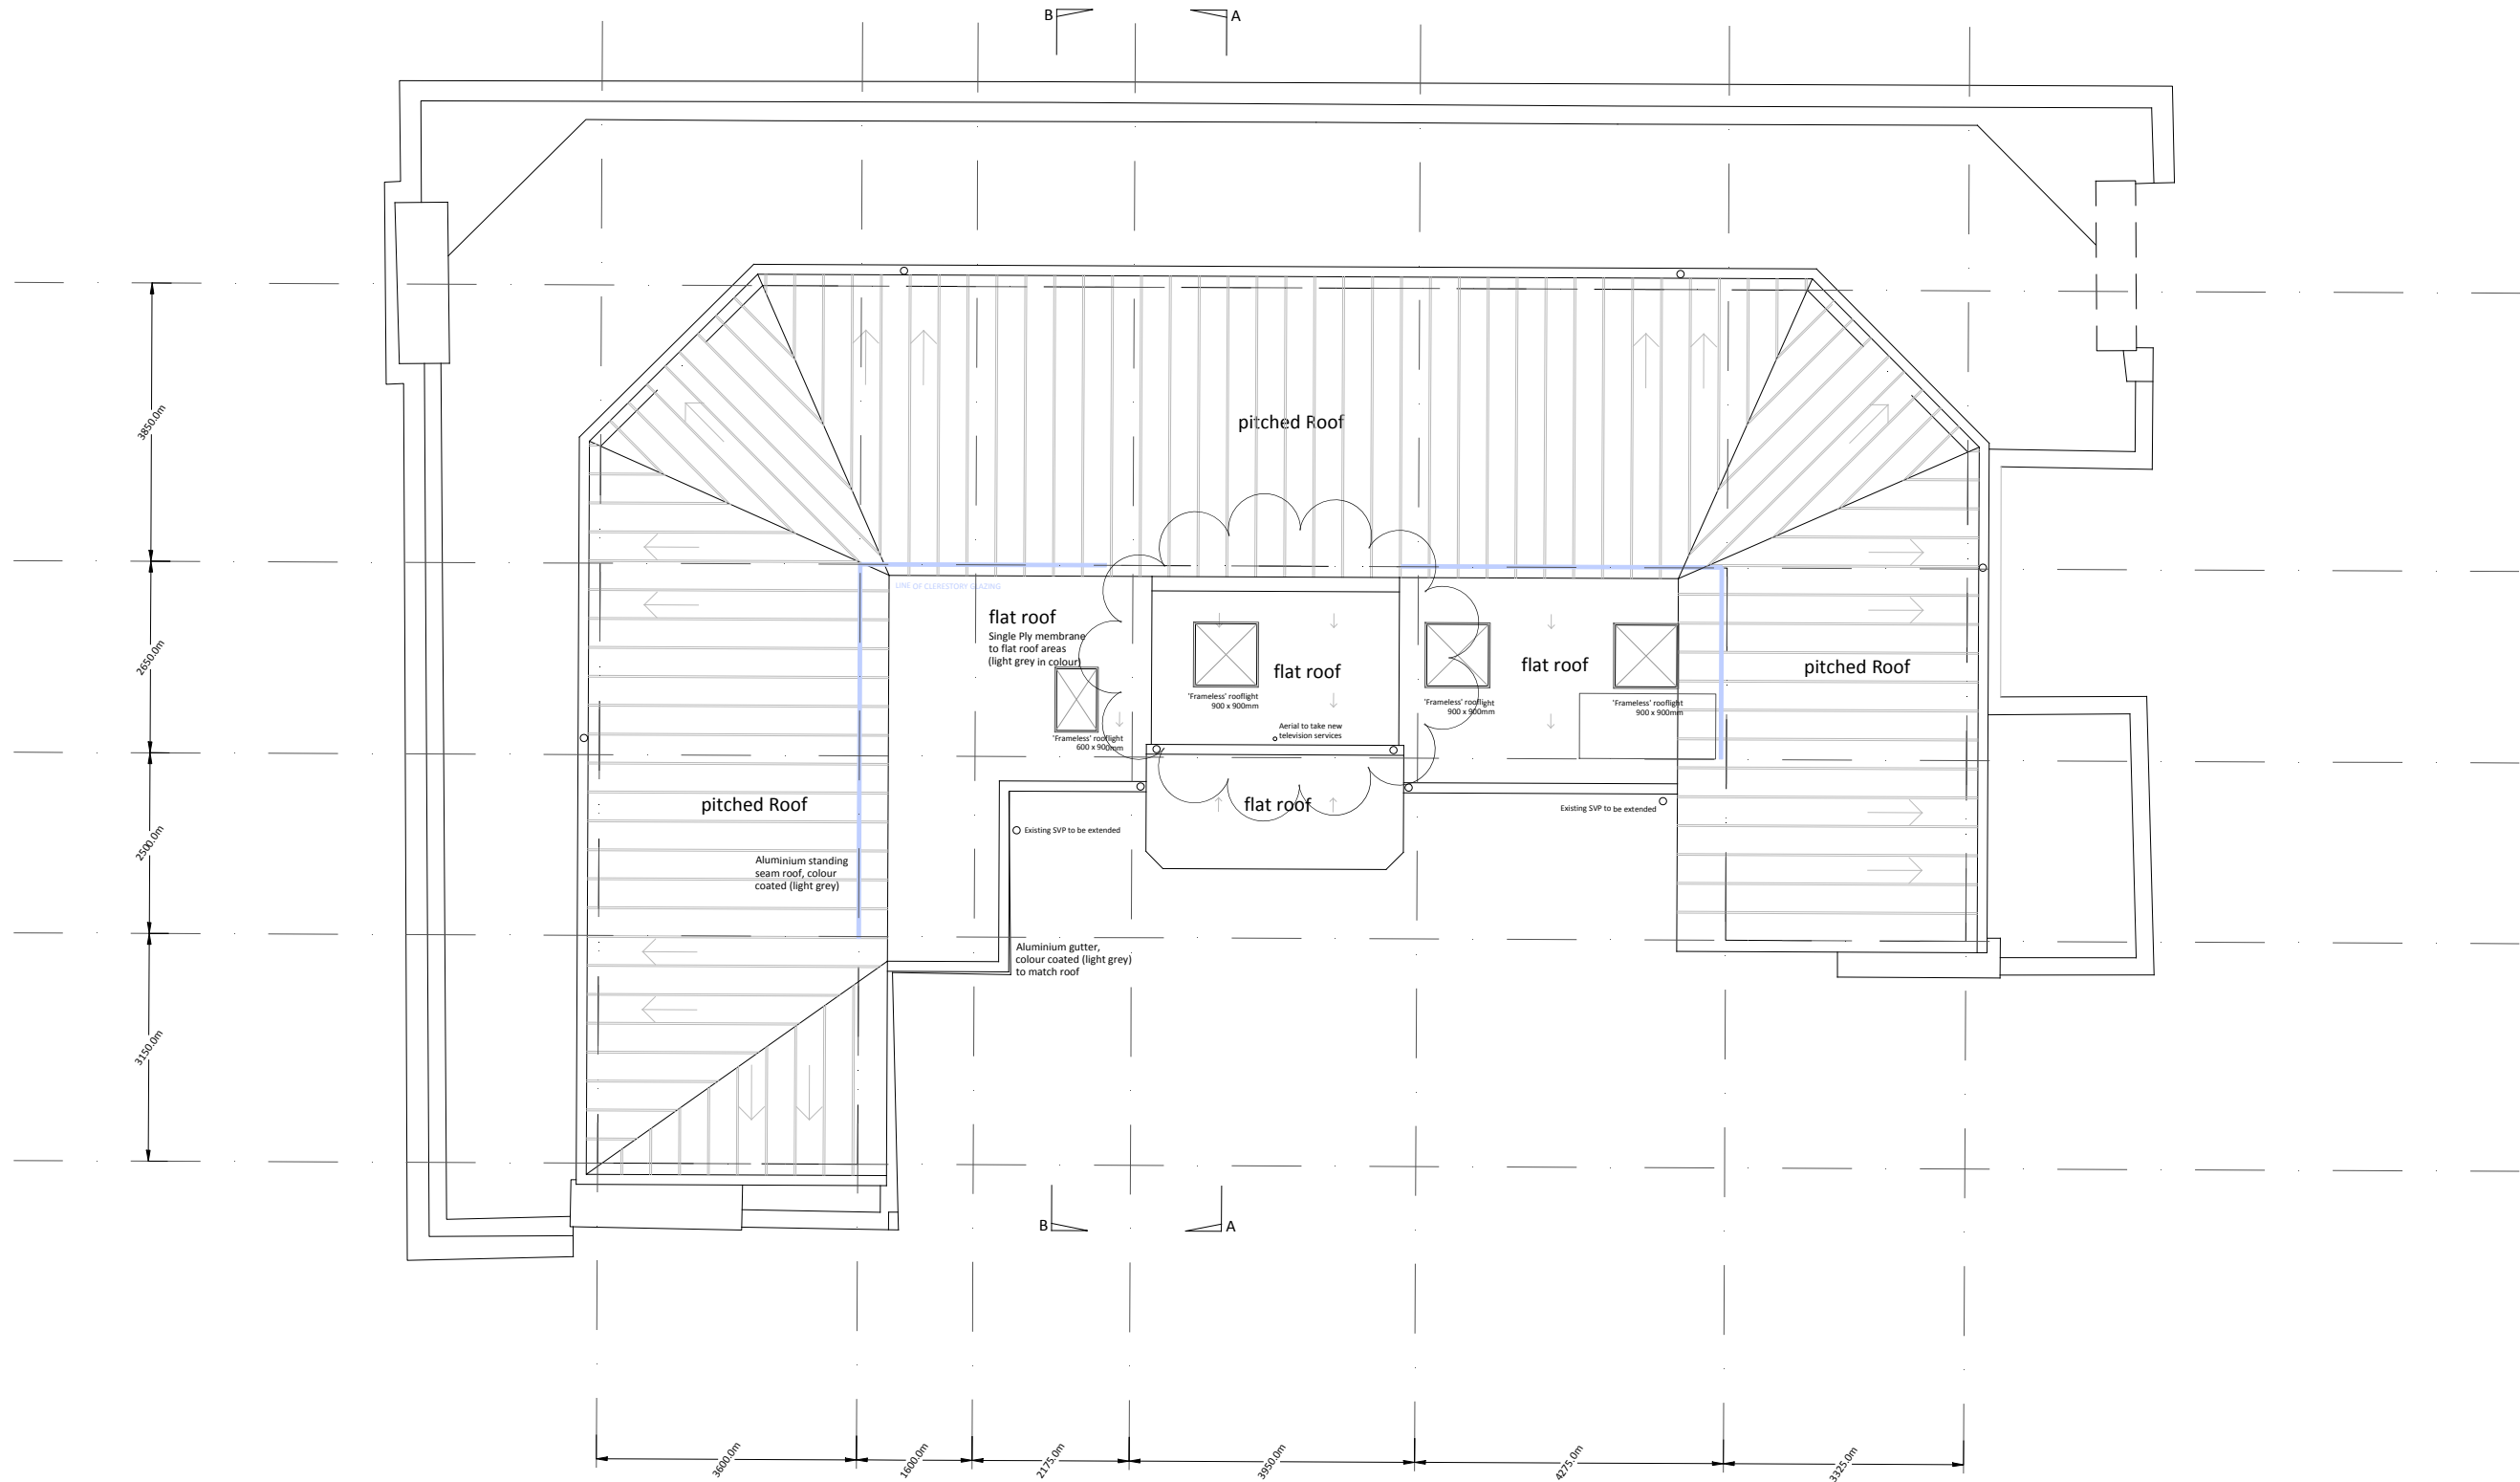 B
A
3850.0m
2650.0m
2500.0m
3150.0m
pitched Roof
LINE OF CLERESTORY GLAZING
flat roof
Single Ply membrane
to flat roof areas
(light grey in colour)
'Frameless' rooflight
600 x 900mm
flat roof
'Frameless' rooflight
900 x 900mm
Aerial to take new
television services
flat roof
'Frameless' rooflight
900 x 900mm
'Frameless' rooflight
900 x 900mm
pitched Roof
flat roof
pitched Roof
Existing SVP to be extended
Existing SVP to be extended
Aluminium standing
seam roof, colour
coated (light grey)
Aluminium gutter,
colour coated (light grey)
to match roof
B
A
3600.0m
1600.0m
2175.0m
3950.0m
4275.0m
3325.0m